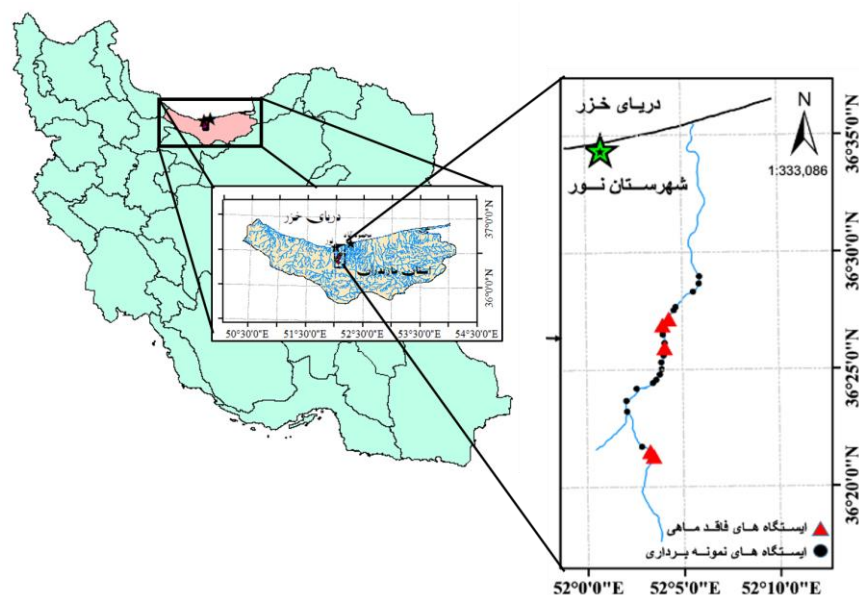 دریای خزر
شهرستان نور
N
1:333,086
36°35'0"N
36°30'0"N
36°25'0"N
36°20'0"N
ایستگاه های فاقد ماهی
ایستگاه های نمونه برداری
52°0'0"E
52°5'0"E
52°10'0"E
دریای خزر
استان مازندران
37°0'0"N
36°0'0"N
50°30'0"E
51°30'0"E
52°30'0"E
53°30'0"E
54°30'0"E